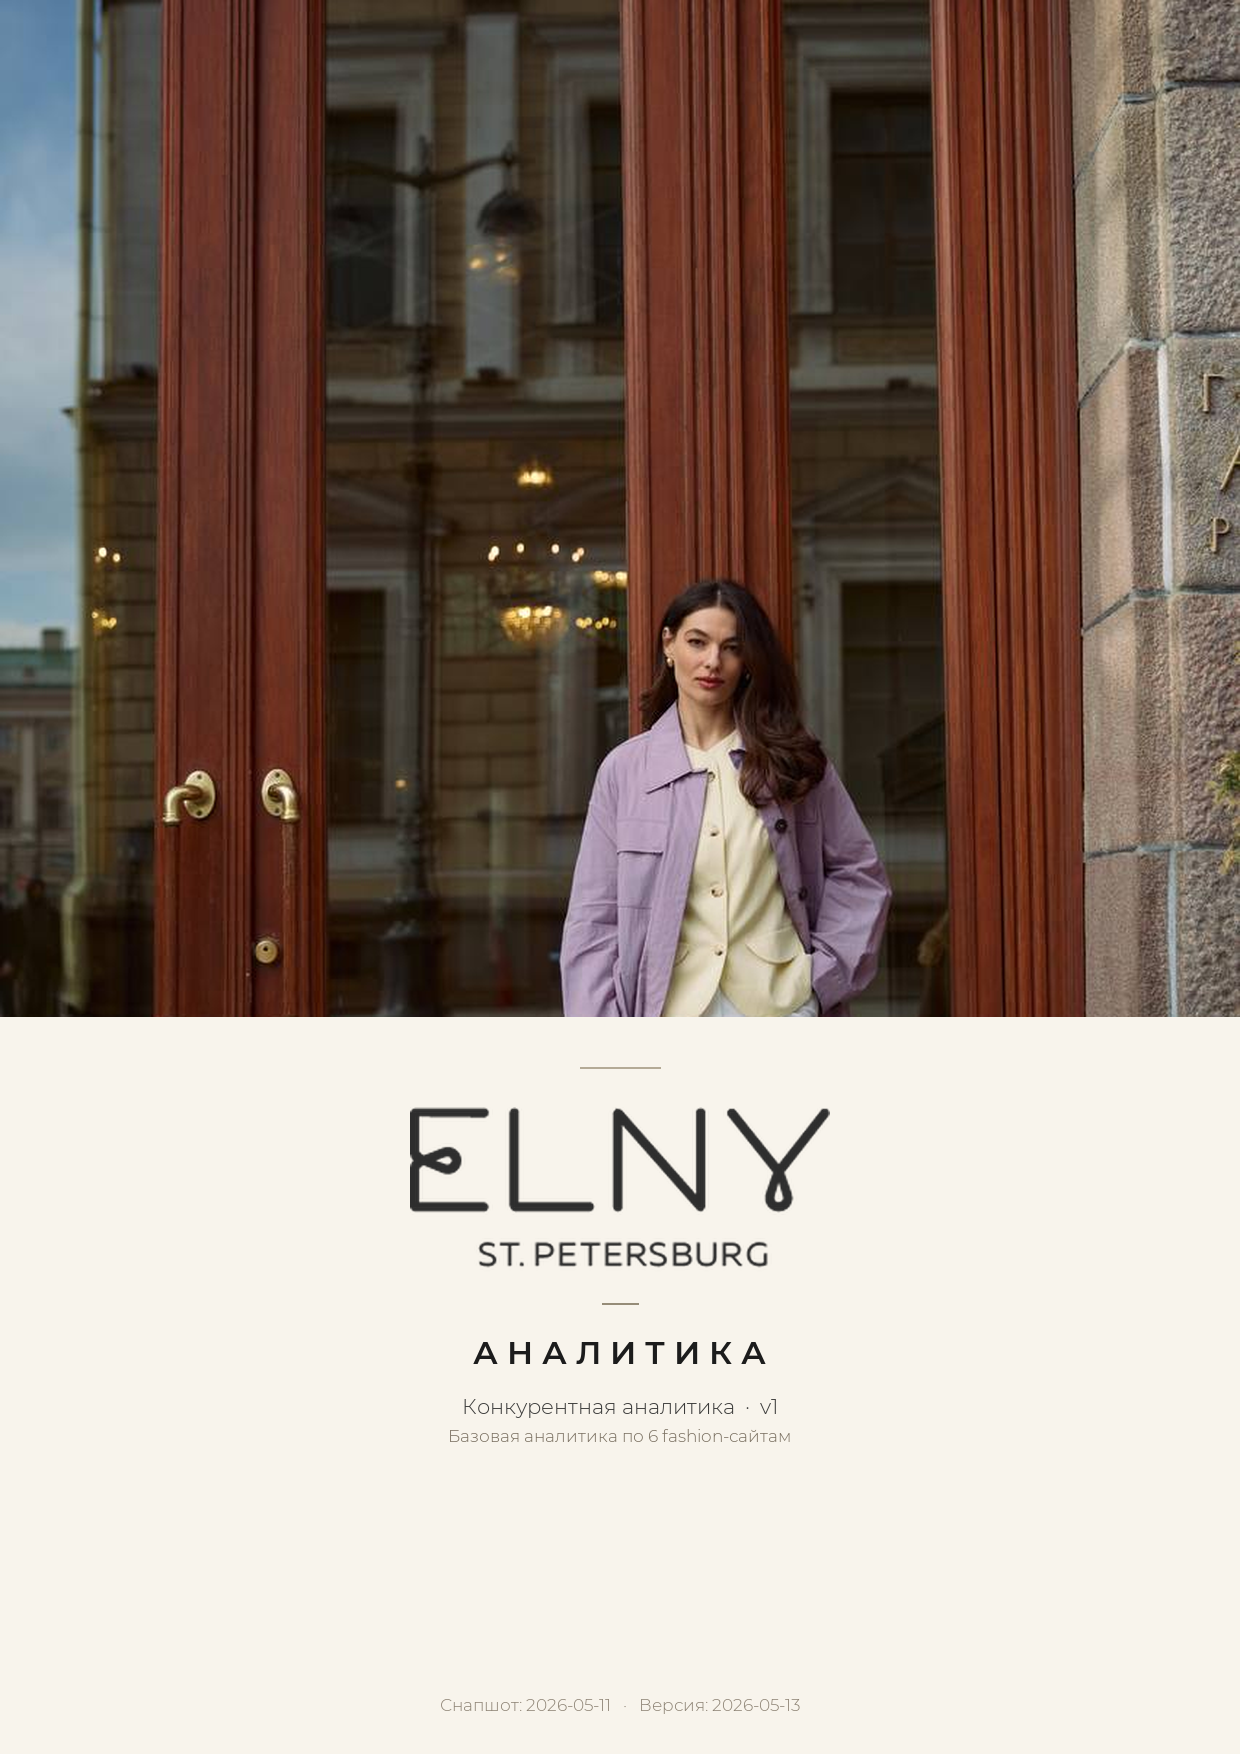 Г
А
Р
ELNY
ST. PETERSBURG
АНАЛИТИКА
Конкурентная аналитика · v1
Базовая аналитика по 6 fashion-сайтам
Снапшот: 2026-05-11 · Версия: 2026-05-13